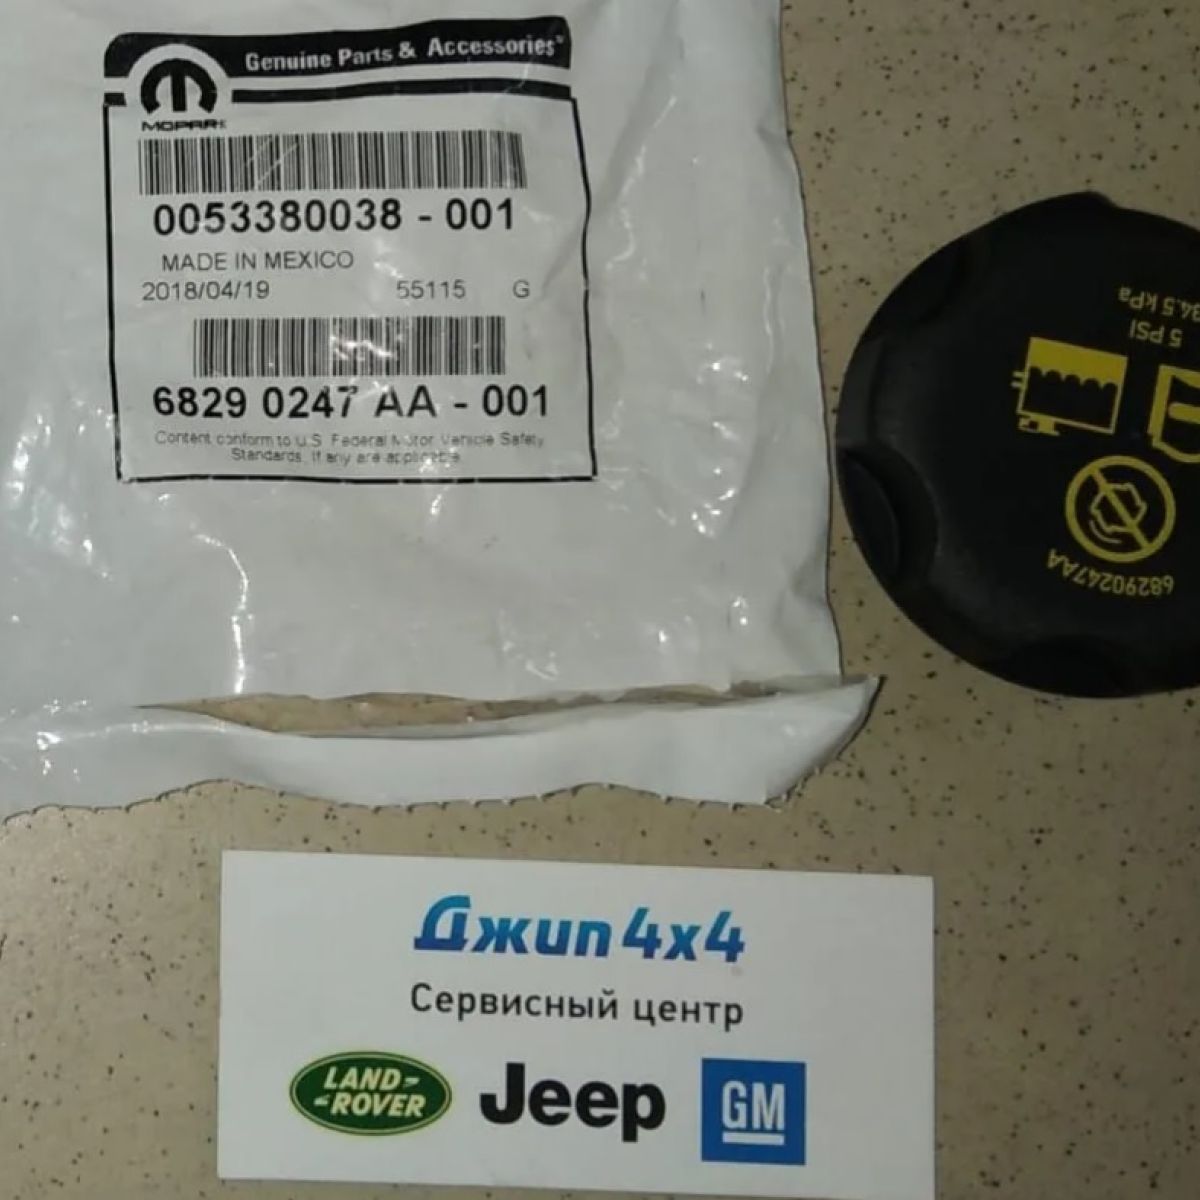 Genuine Parts & Accessories®
MOPAR®
0053380038 - 001
MADE IN MEXICO
2018/04/19 55115 G
6829 0247 AA - 001
Content conform to U.S. Federal Motor Vehicle Safety
Standards. If any are applicable
34.5 kPa
5 PSI
68290247AA
Джип 4x4
Сервисный центр
LAND-
-ROVER
Jeep
GM